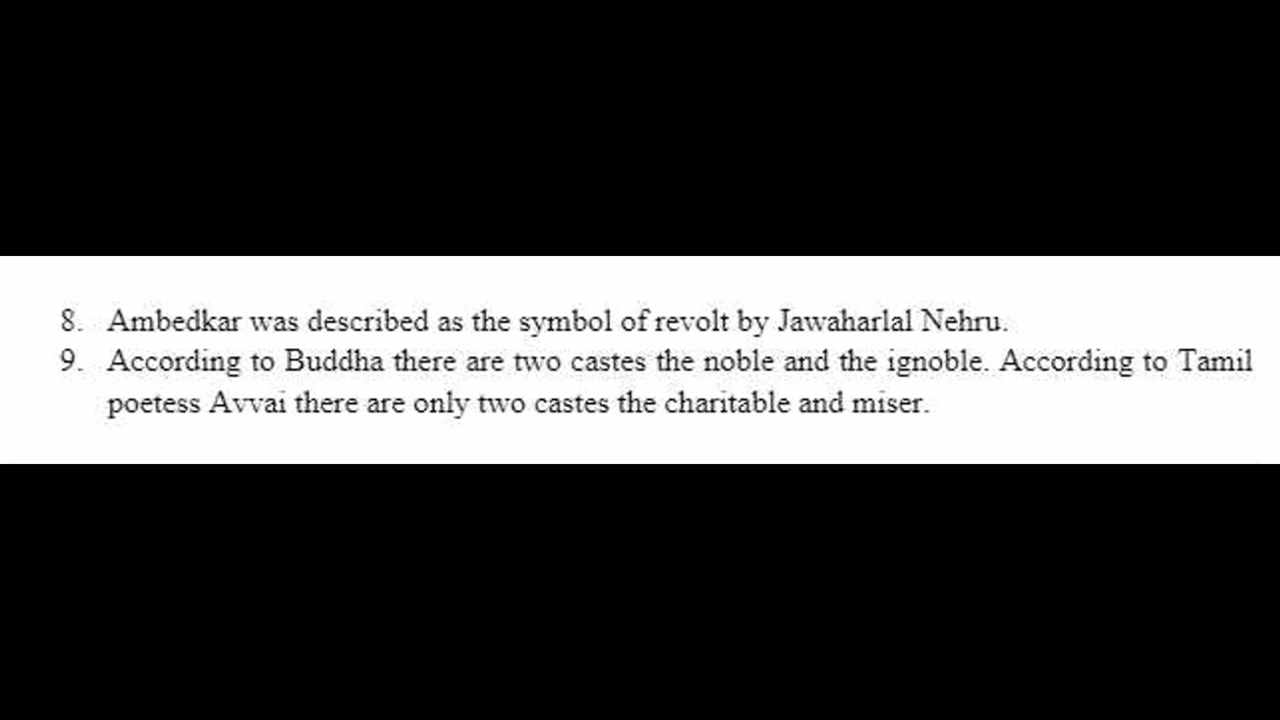 8. Ambedkar was described as the symbol of revolt by Jawaharlal Nehru.
9. According to Buddha there are two castes the noble and the ignoble. According to Tamil
poetess Avvai there are only two castes the charitable and miser.